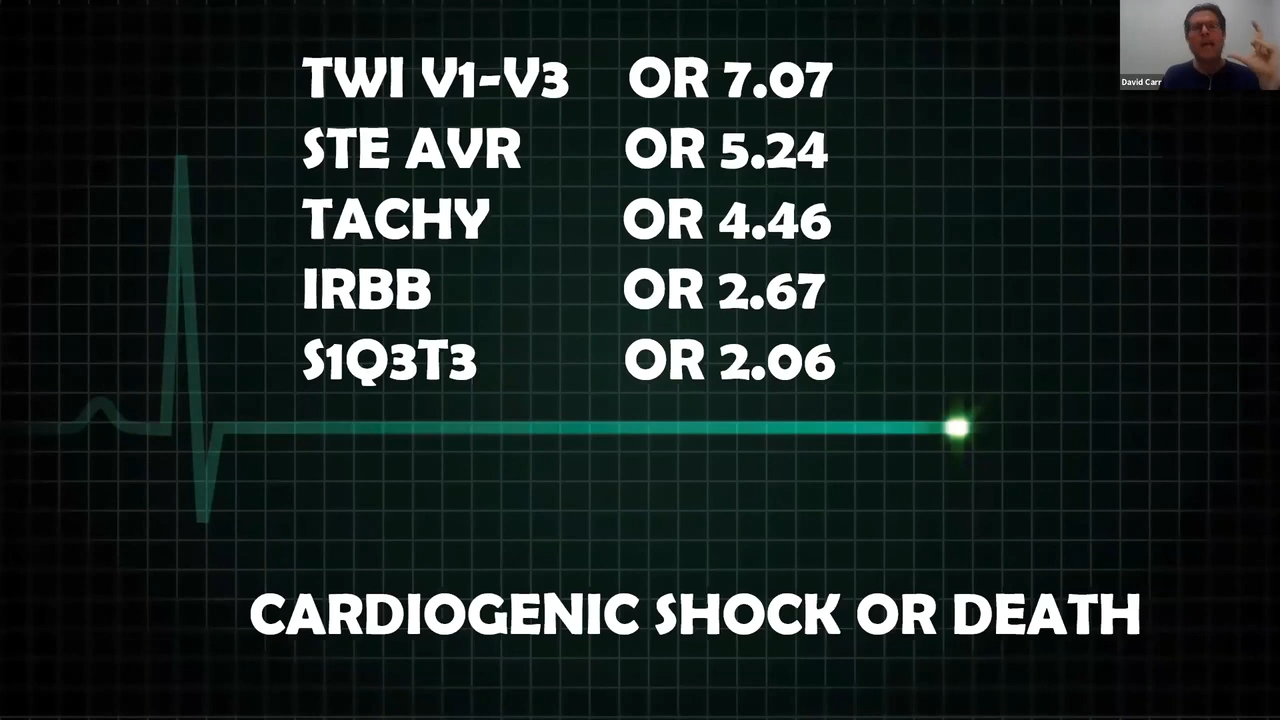 TWI V1-V3 OR 7.07
STE AVR OR 5.24
TACHY OR 4.46
IRBB OR 2.67
S1Q3T3 OR 2.06
CARDIOGENIC SHOCK OR DEATH
David Carr